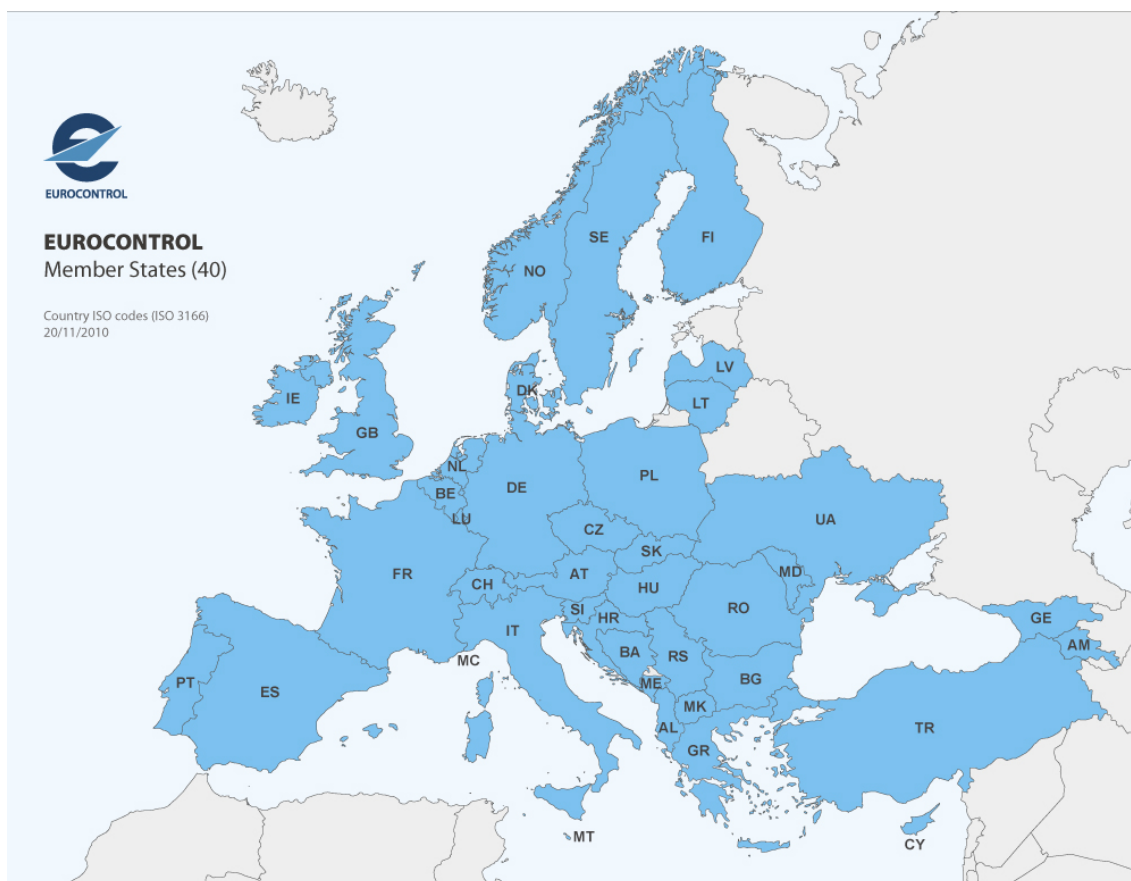 EUROCONTROL
EUROCONTROL
Member States (40)
Country ISO codes (ISO 3166)
20/11/2010
NO
SE
FI
LV
LT
DK
IE
GB
NL
BE
LU
DE
PL
CZ
SK
UA
FR
CH
AT
HU
MD
SI
HR
RO
IT
BA
RS
GE
AM
MC
ME
BG
PT
ES
MK
AL
GR
TR
MT
CY